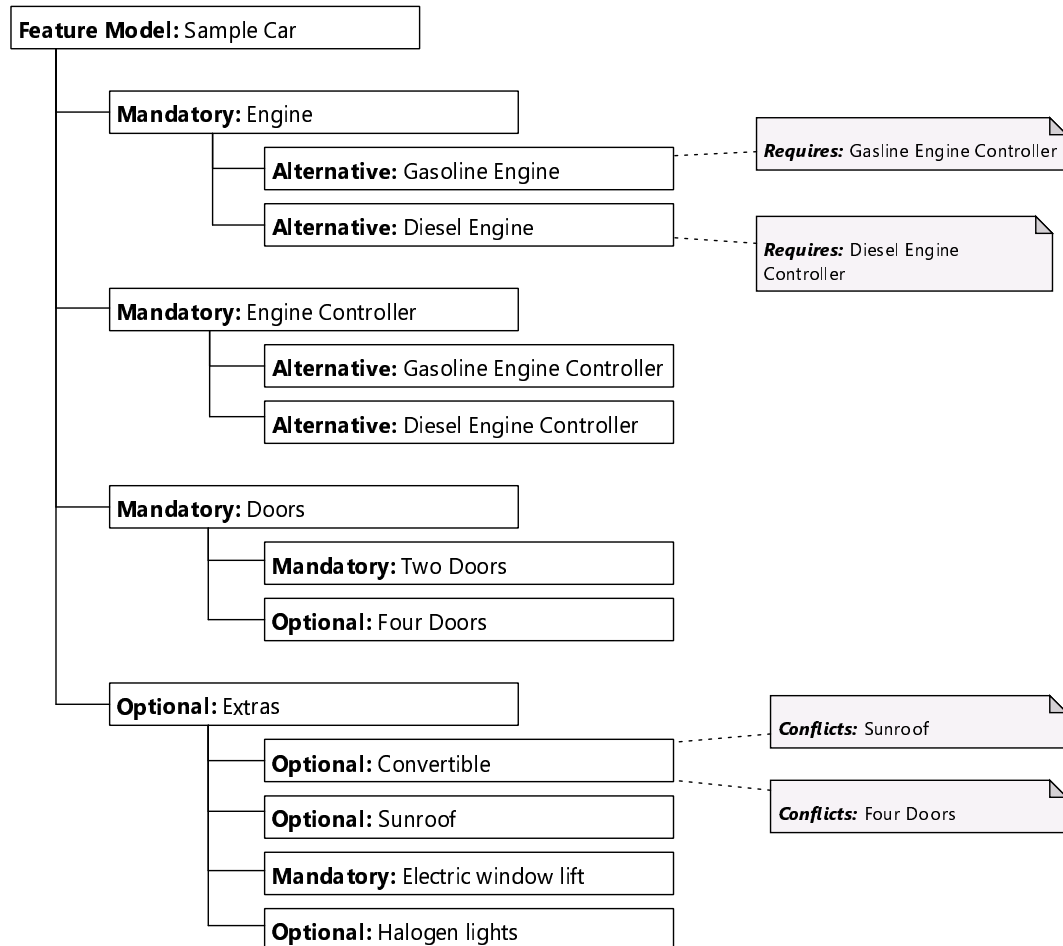 Feature Model: Sample Car
Mandatory: Engine
Alternative: Gasoline Engine
Requires: Gasline Engine Controller
Alternative: Diesel Engine
Requires: Diesel Engine
Controller
Mandatory: Engine Controller
Alternative: Gasoline Engine Controller
Alternative: Diesel Engine Controller
Mandatory: Doors
Mandatory: Two Doors
Optional: Four Doors
Optional: Extras
Optional: Convertible
Conflicts: Sunroof
Conflicts: Four Doors
Optional: Sunroof
Mandatory: Electric window lift
Optional: Halogen lights